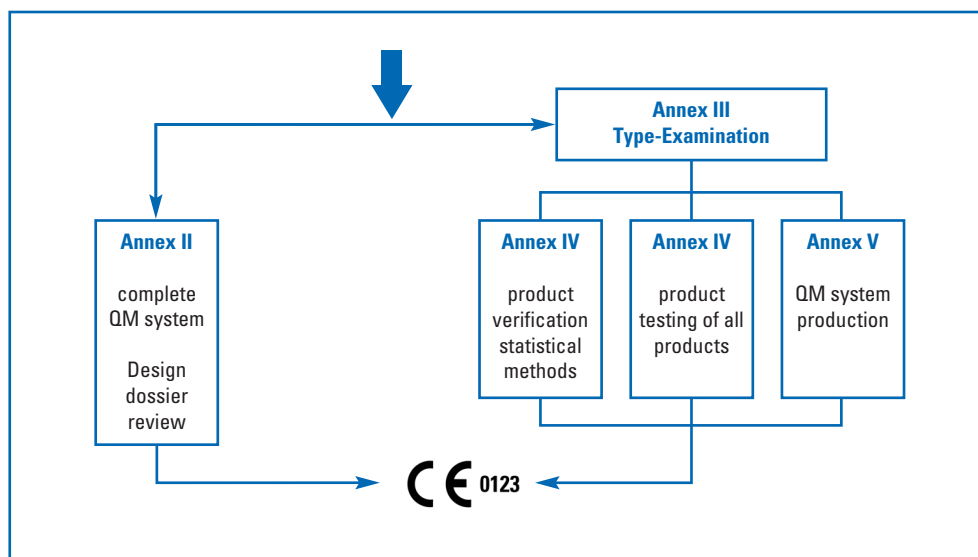 Annex III
Type-Examination
Annex II
complete
QM system
Design
dossier
review
Annex IV
product
verification
statistical
methods
Annex IV
product
testing of all
products
Annex V
QM system
production
CE 0123